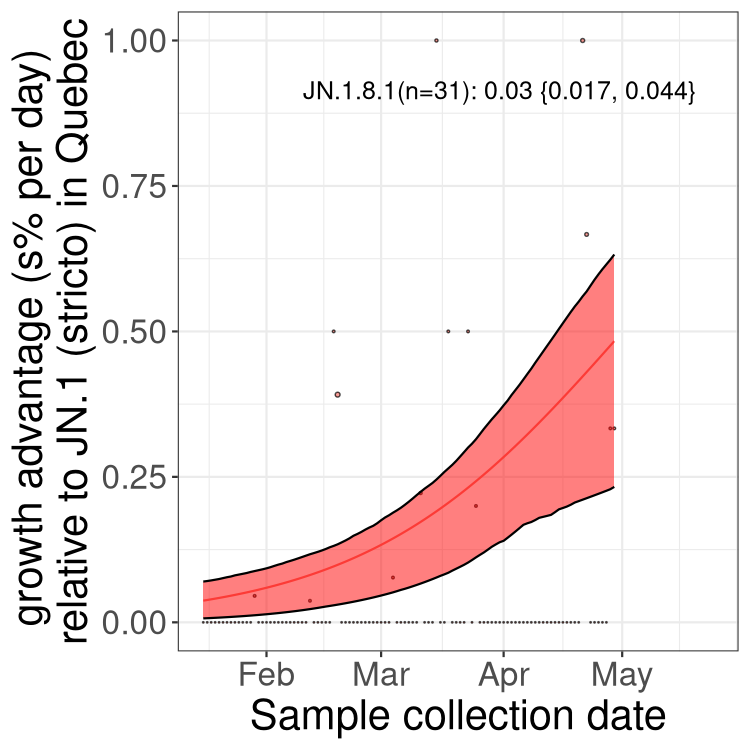 growth advantage (s% per day)
relative to JN.1 (stricto) in Quebec
1.00
0.75
0.50
0.25
0.00
JN.1.8.1(n=31): 0.03 {0.017, 0.044}
Feb Mar Apr May
Sample collection date